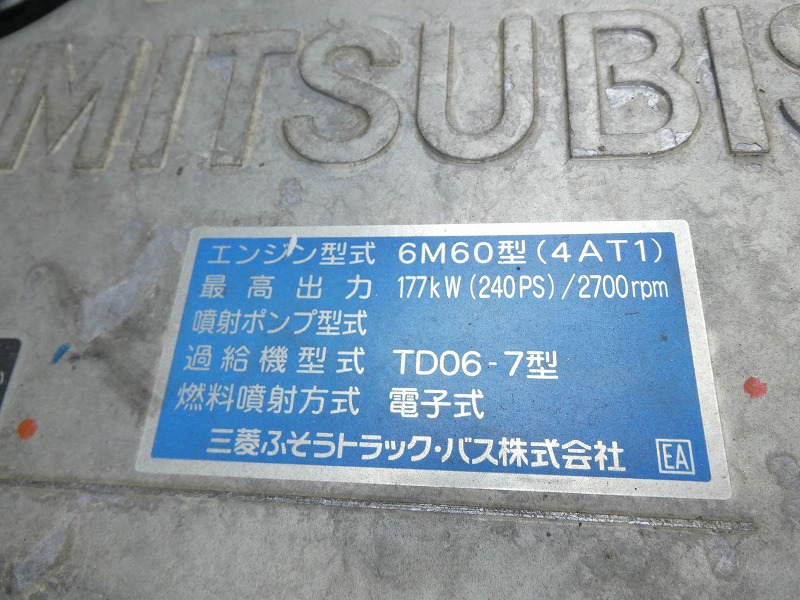 MITSUBIS
エンジン型式 6M60型(4AT1)
最高出力 177kW(240PS)/2700rpm
噴射ポンプ型式
過給機型式 TD06-7型
燃料噴射方式 電子式
三菱ふそうトラック・バス株式会社 EA